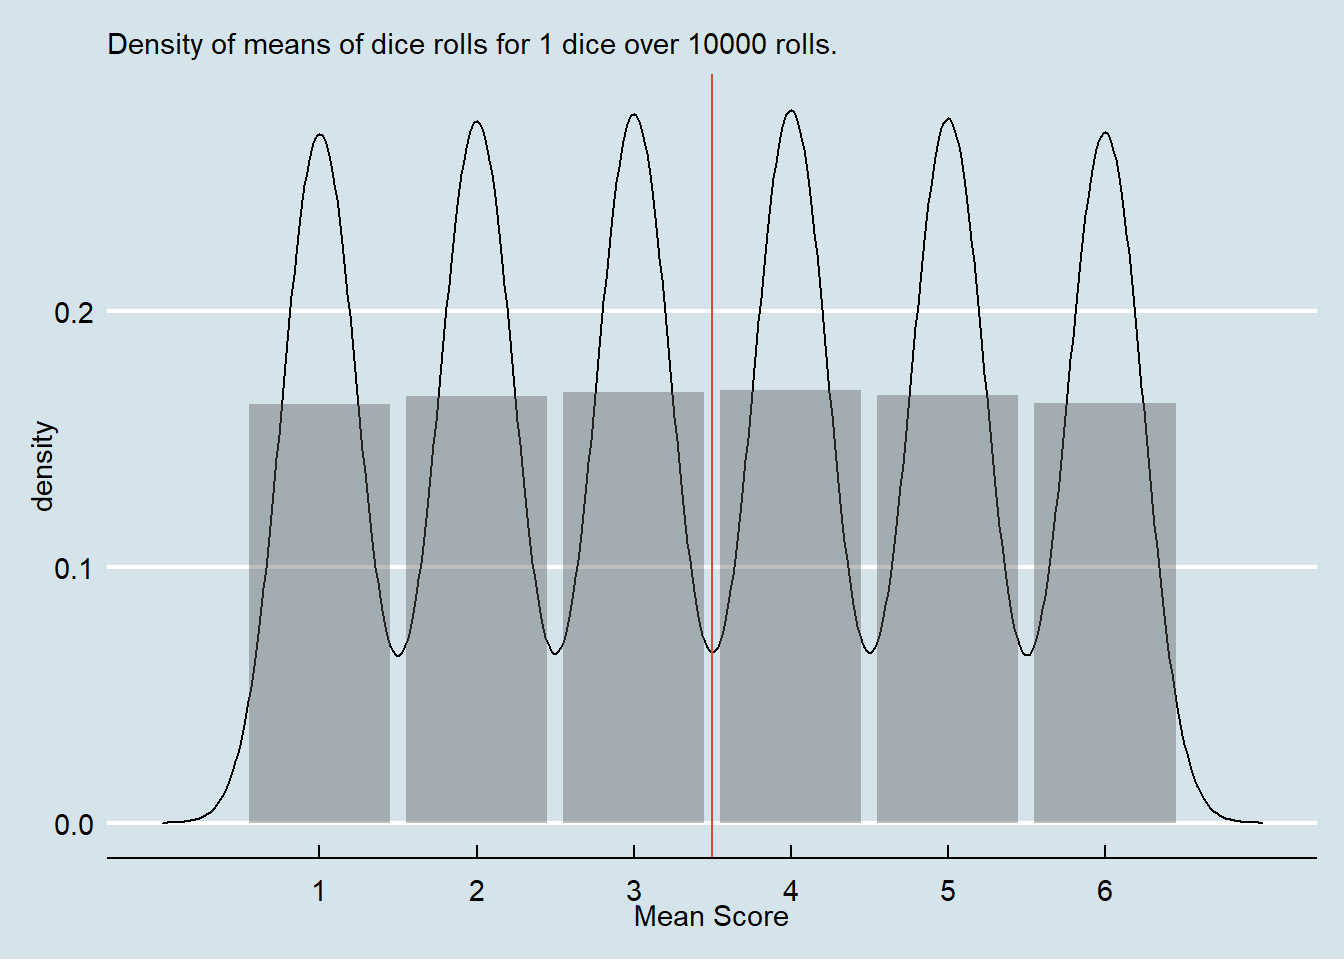 Density of means of dice rolls for 1 dice over 10000 rolls.
0.2
0.1
0.0
density
1 2 3 4 5 6
Mean Score